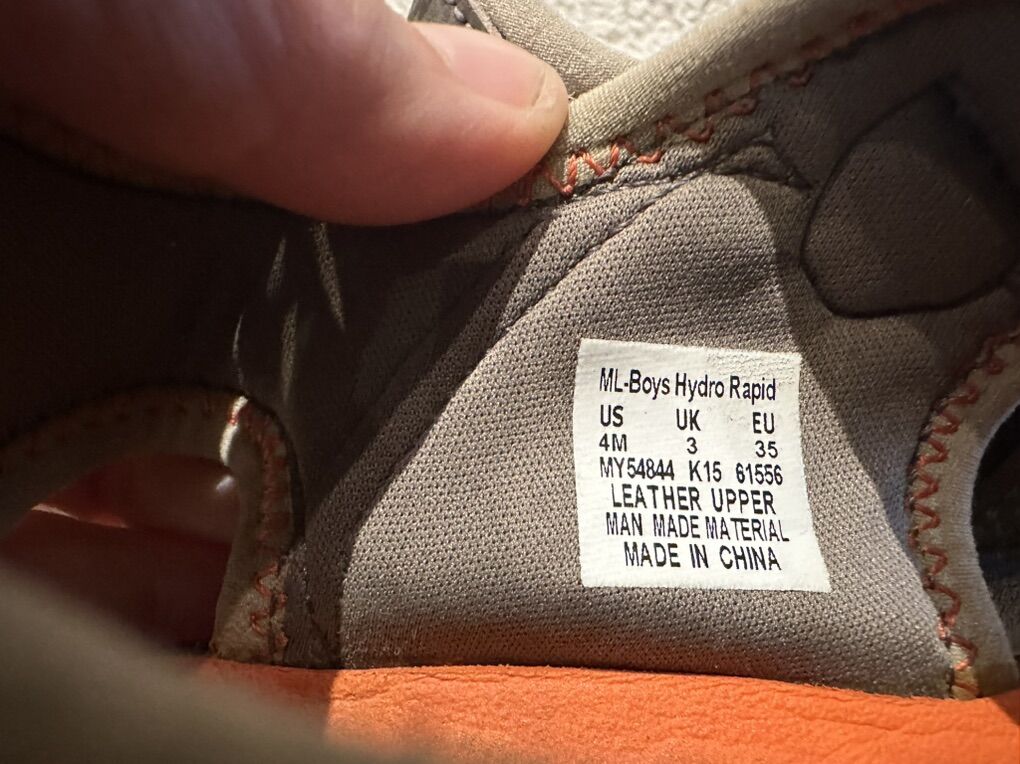 ML-Boys Hydro Rapid
US UK EU
4M 3 35
MY54844 K15 61556
LEATHER UPPER
MAN MADE MATERIAL
MADE IN CHINA